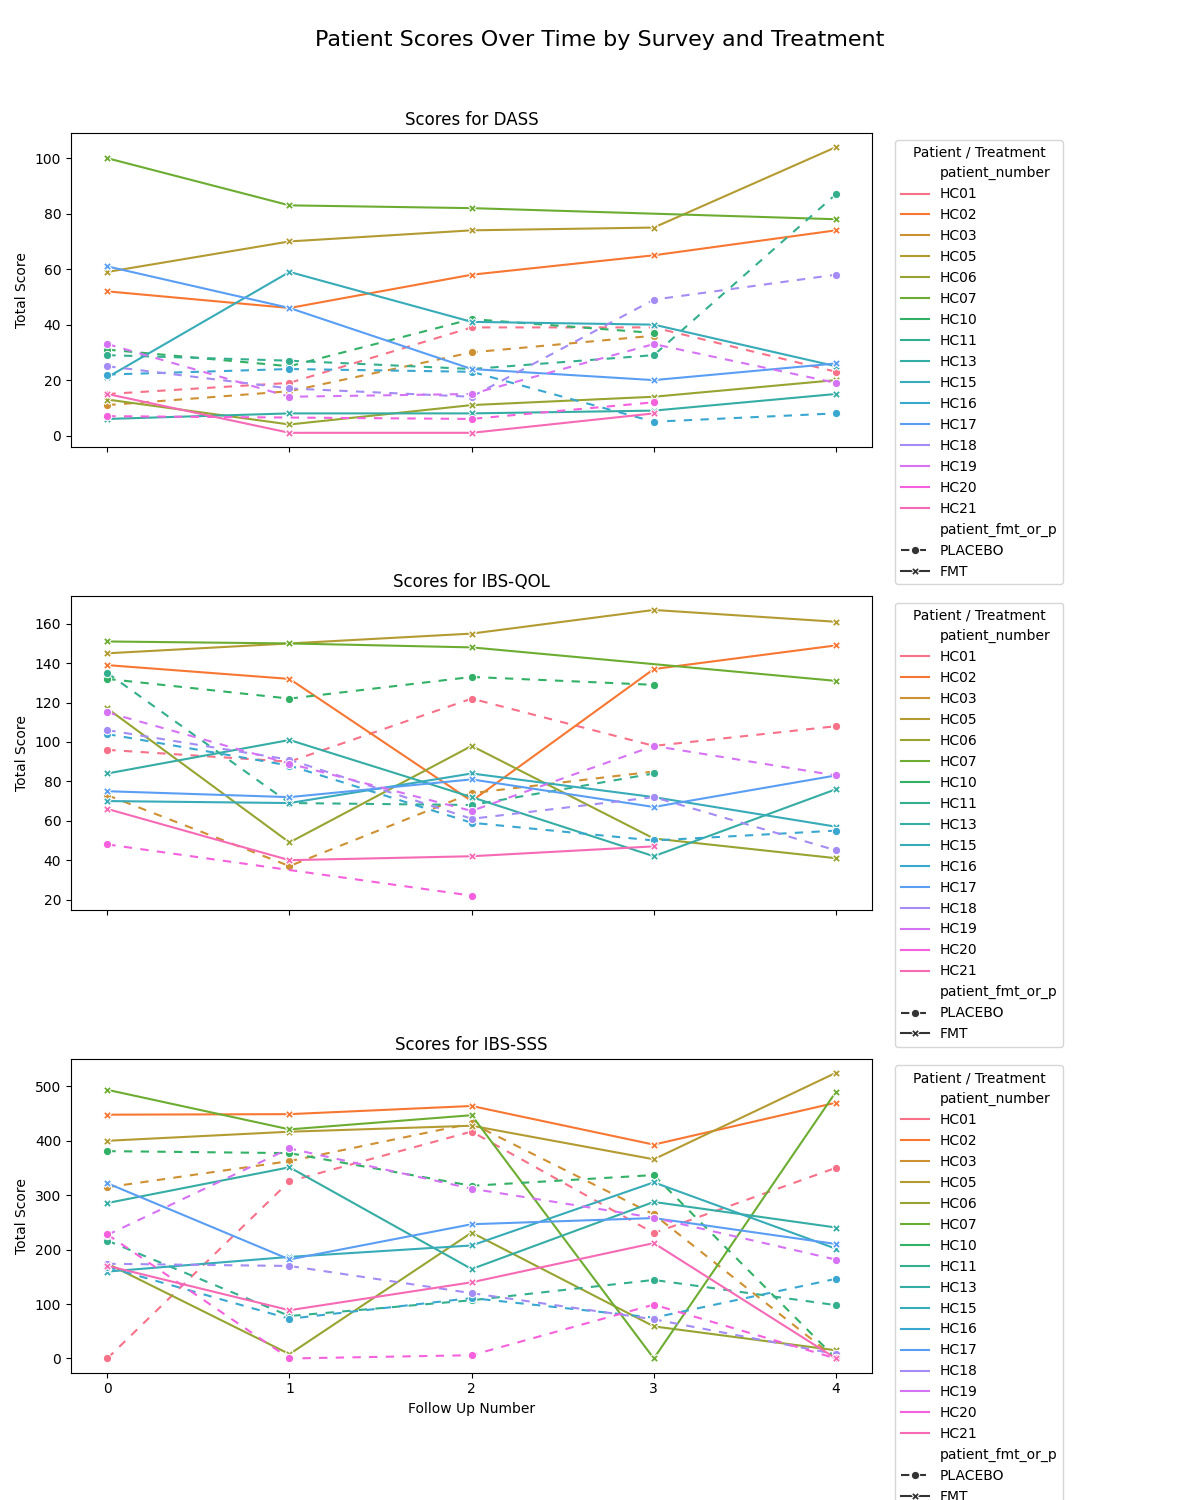 Patient Scores Over Time by Survey and Treatment
Scores for DASS
Total Score
100
80
60
40
20
0
Patient / Treatment
patient_number
HC01
HC02
HC03
HC05
HC06
HC07
HC10
HC11
HC13
HC15
HC16
HC17
HC18
HC19
HC20
HC21
patient_fmt_or_p
PLACEBO
FMT
Scores for IBS-QOL
Total Score
160
140
120
100
80
60
40
20
Patient / Treatment
patient_number
HC01
HC02
HC03
HC05
HC06
HC07
HC10
HC11
HC13
HC15
HC16
HC17
HC18
HC19
HC20
HC21
patient_fmt_or_p
PLACEBO
FMT
Scores for IBS-SSS
Total Score
500
400
300
200
100
0
0 1 2 3 4
Follow Up Number
Patient / Treatment
patient_number
HC01
HC02
HC03
HC05
HC06
HC07
HC10
HC11
HC13
HC15
HC16
HC17
HC18
HC19
HC20
HC21
patient_fmt_or_p
PLACEBO
FMT